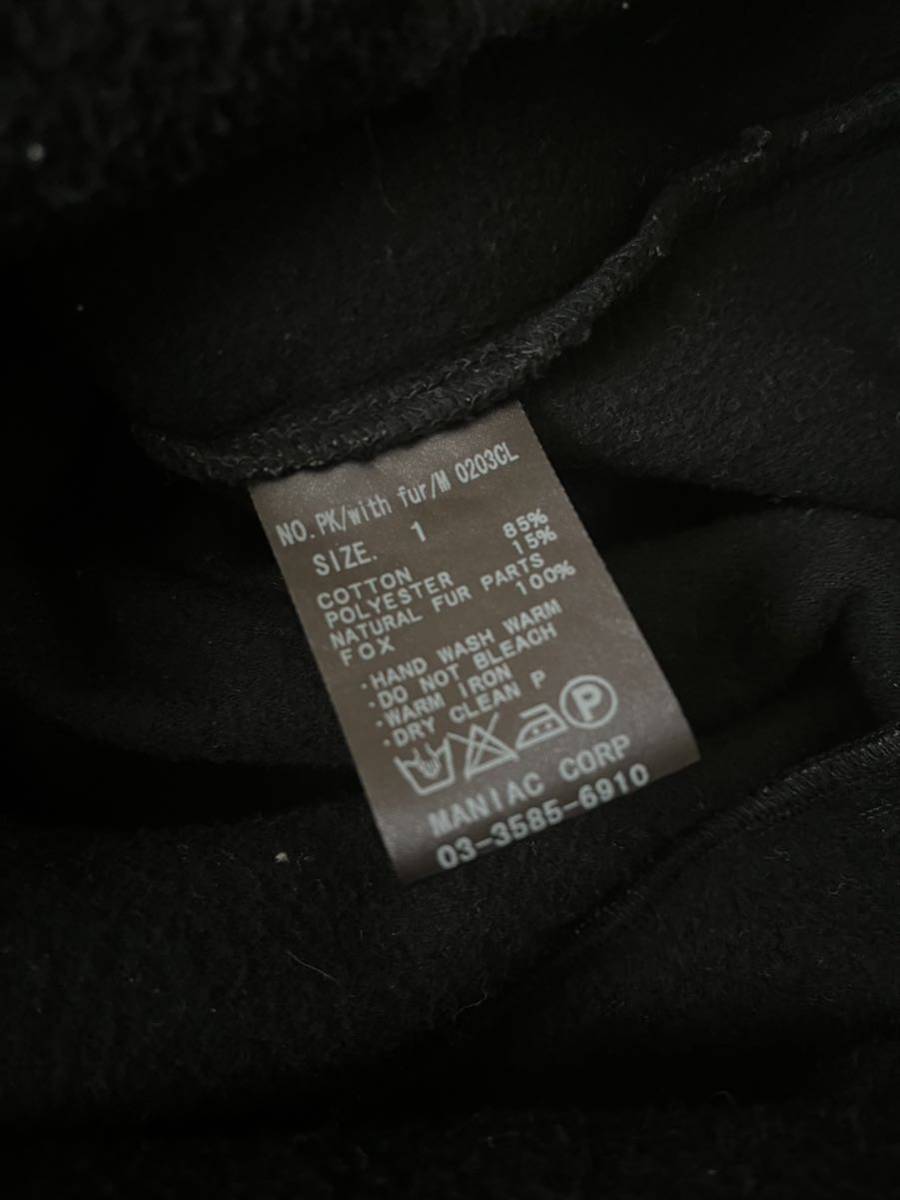 NO. PK/with fur/M 0203CL
SIZE. 1
COTTON 85%
POLYESTER 15%
NATURAL FUR PARTS
FOX 100%
·HAND WASH WARM
·DO NOT BLEACH
·WARM IRON
·DRY CLEAN P
P
MANIAC CORP
03-3585-6910